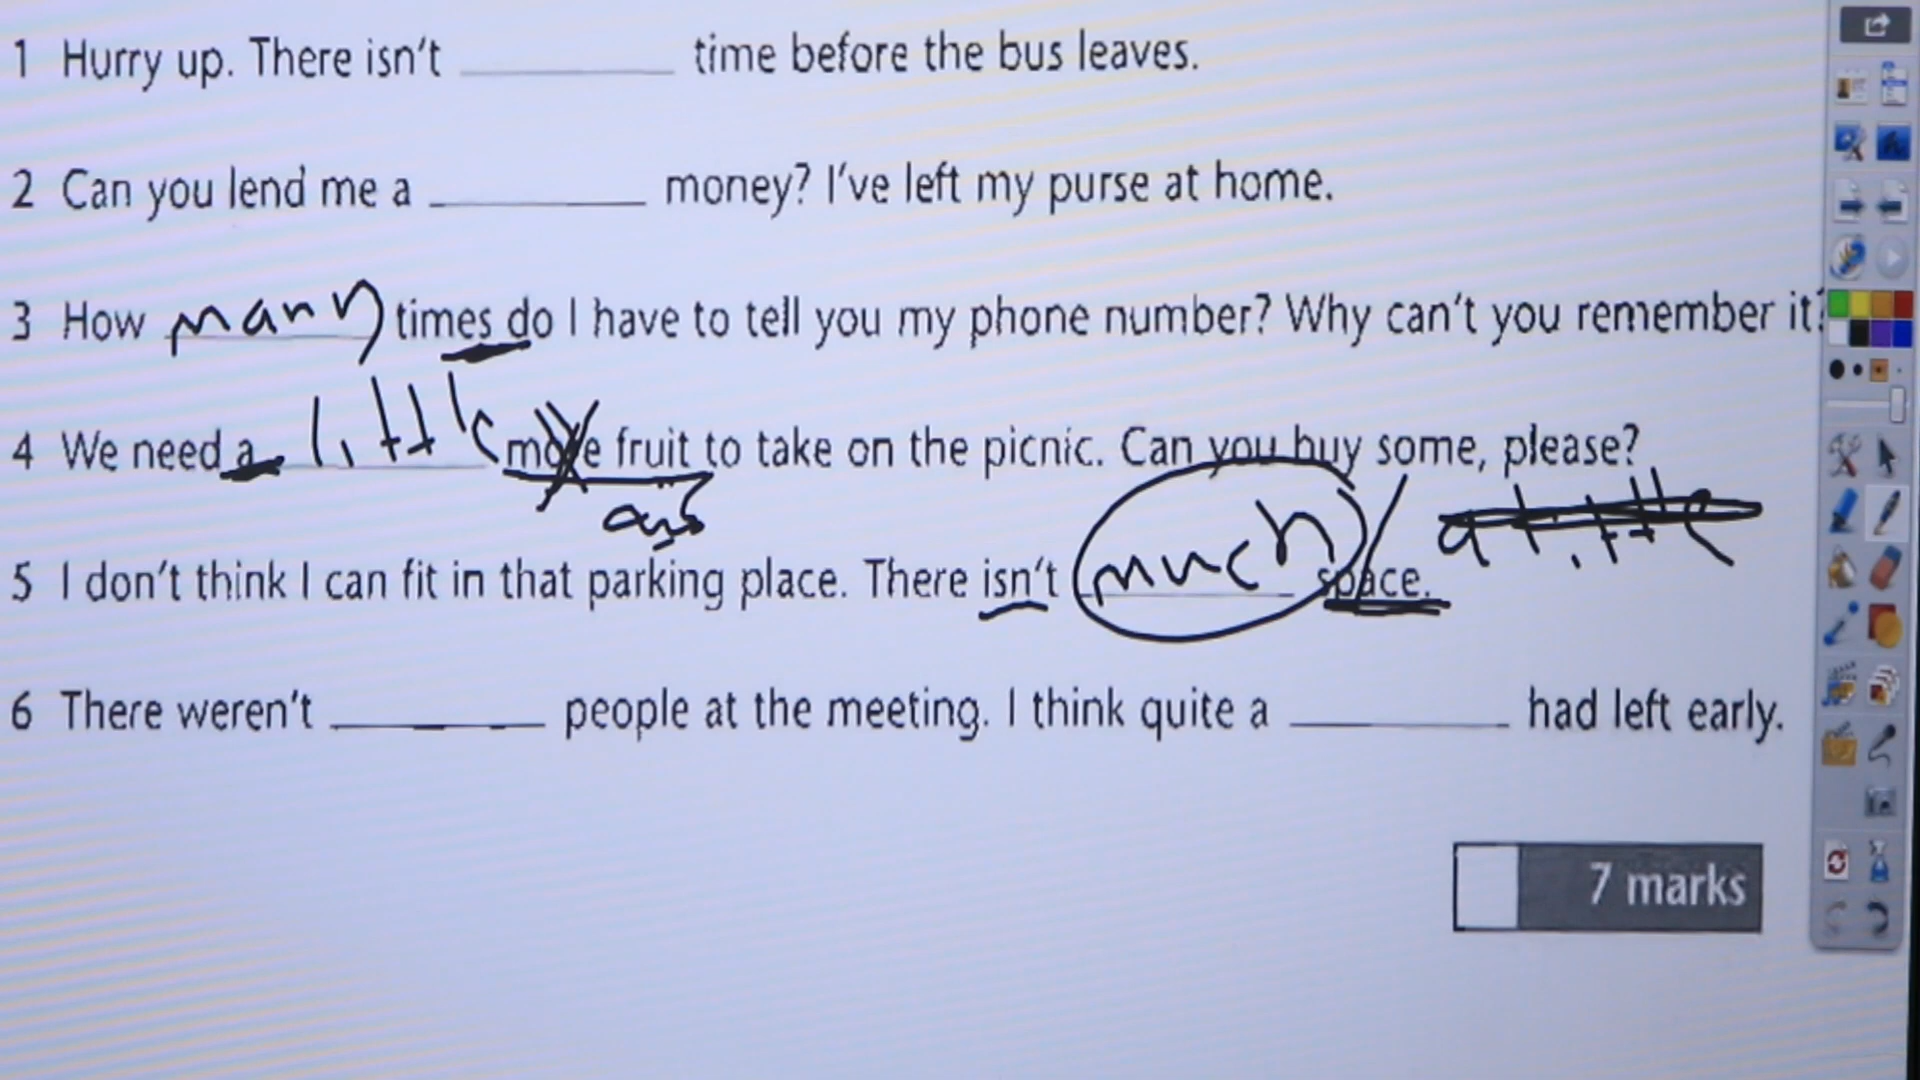 1 Hurry up. There isn't __________ time before the bus leaves.
2 Can you lend me a __________ money? I've left my purse at home.
3 How many times do I have to tell you my phone number? Why can't you remember it?
4 We need a little more fruit to take on the picnic. Can you buy some, please?
a little
5 I don't think I can fit in that parking place. There isn't much space.
6 There weren't __________ people at the meeting. I think quite a __________ had left early.
7 marks